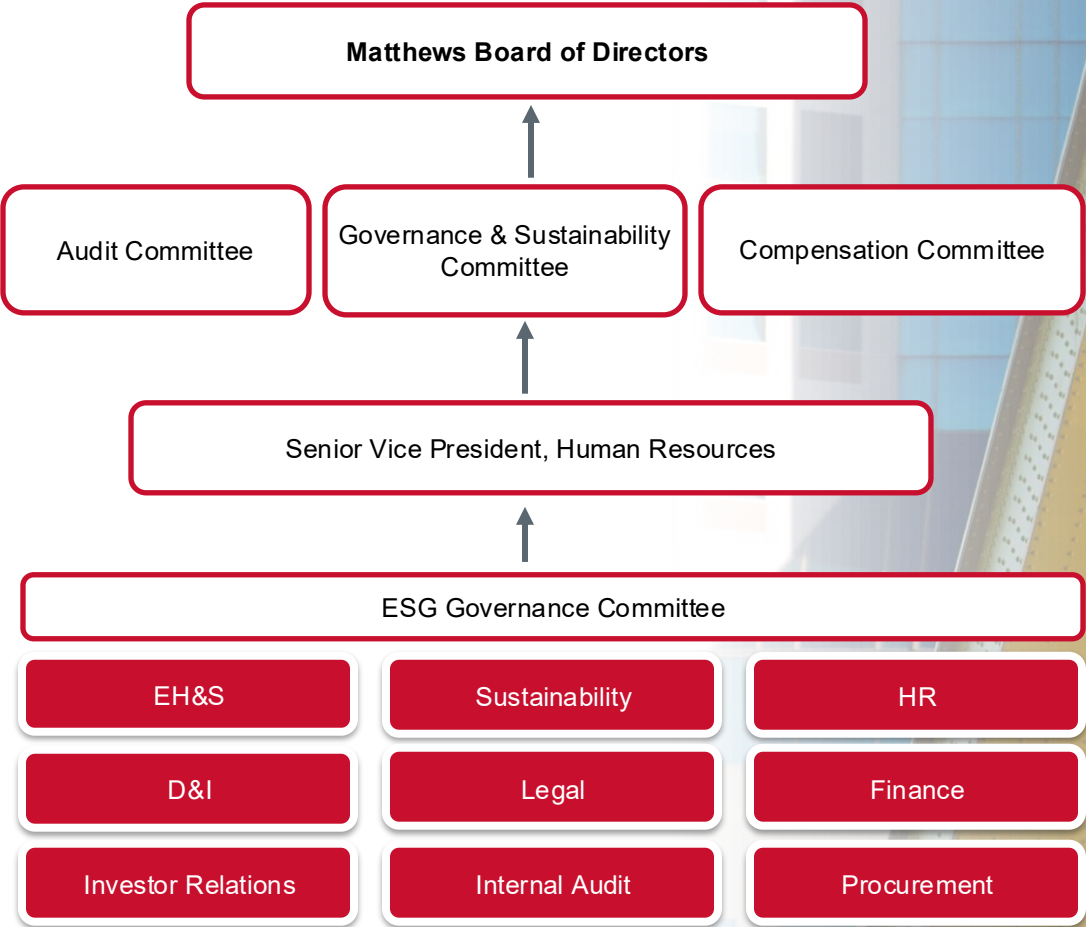 Matthews Board of Directors
Audit Committee
Governance & Sustainability
Committee
Compensation Committee
Senior Vice President, Human Resources
ESG Governance Committee
EH&S
Sustainability
HR
D&I
Legal
Finance
Investor Relations
Internal Audit
Procurement